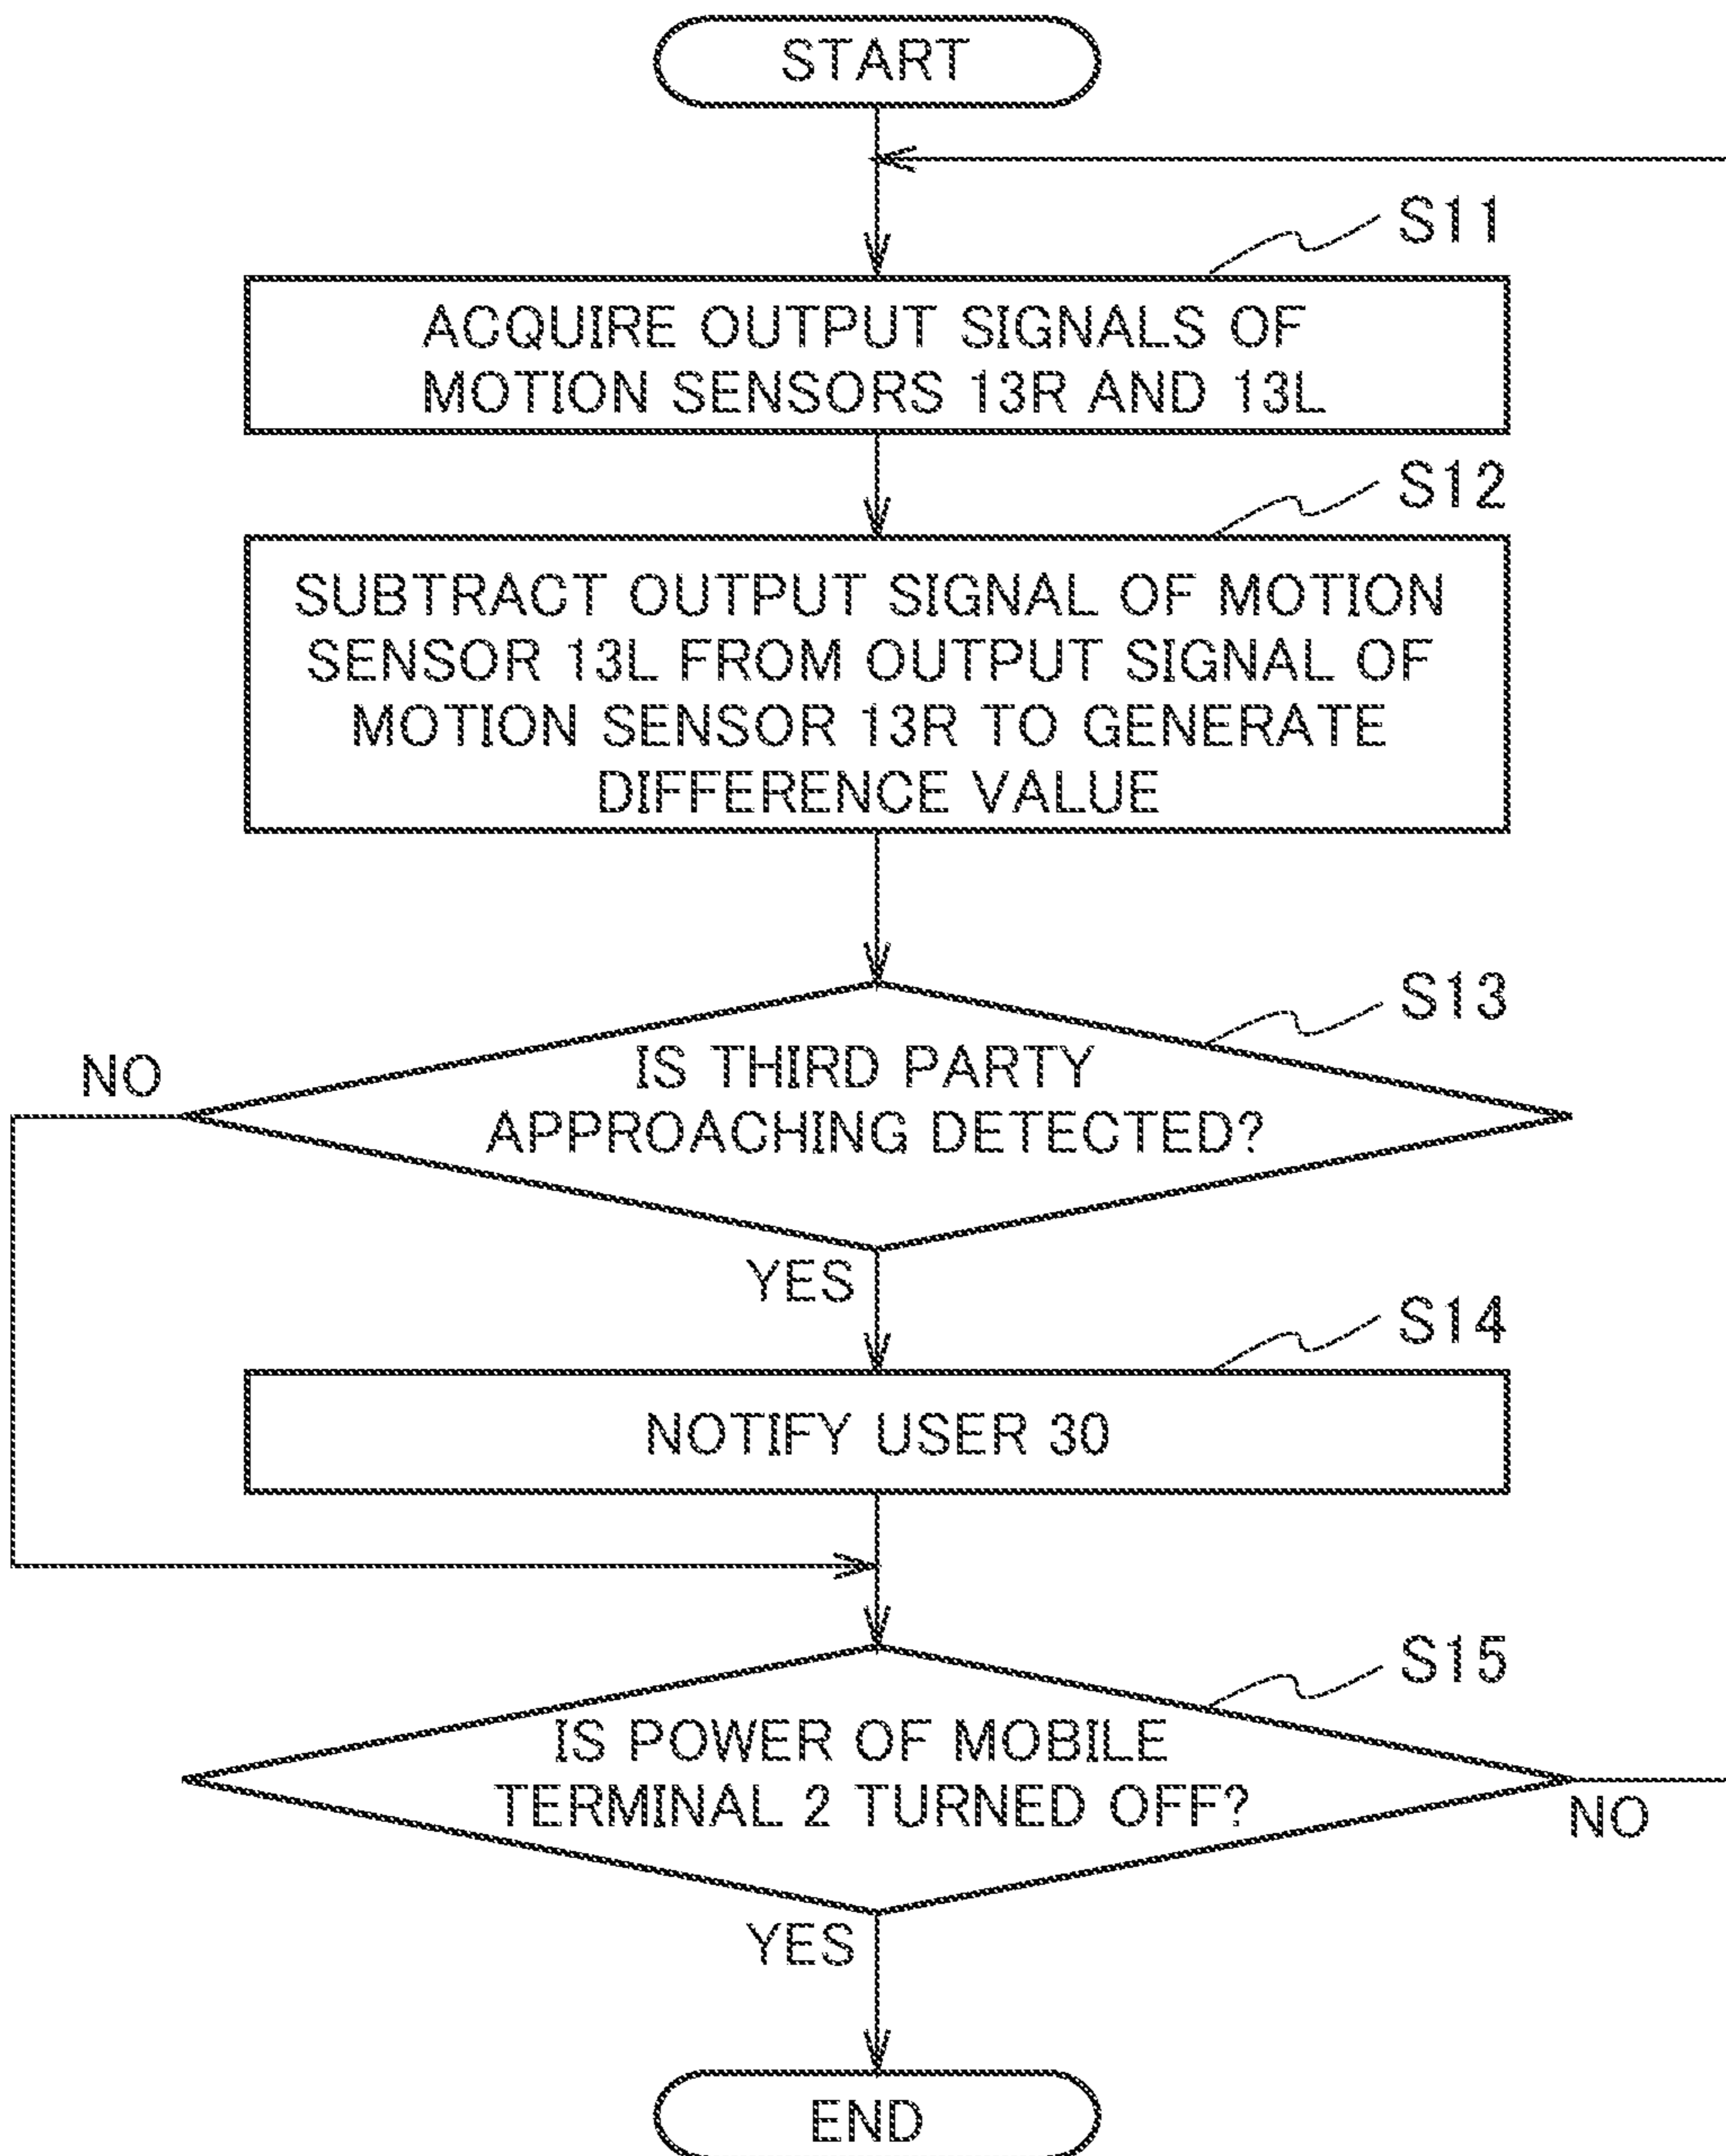 START
S11
ACQUIRE OUTPUT SIGNALS OF
MOTION SENSORS 13R AND 13L
S12
SUBTRACT OUTPUT SIGNAL OF MOTION
SENSOR 13L FROM OUTPUT SIGNAL OF
MOTION SENSOR 13R TO GENERATE
DIFFERENCE VALUE
S13
NO
IS THIRD PARTY
APPROACHING DETECTED?
YES
S14
NOTIFY USER 30
S15
IS POWER OF MOBILE
TERMINAL 2 TURNED OFF?
NO
YES
END